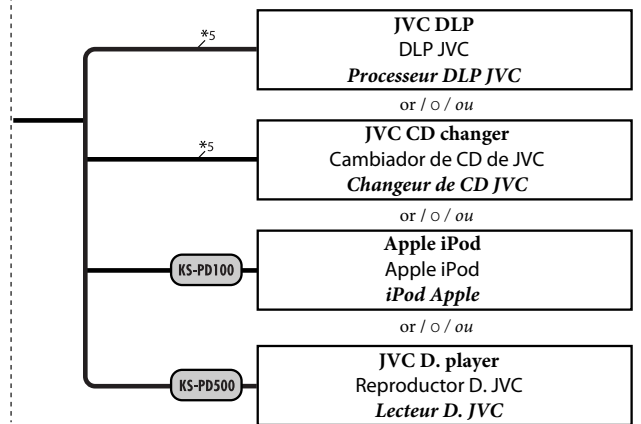 *5
JVC DLP
DLP JVC
Processeur DLP JVC
or / o / ou
*5
JVC CD changer
Cambiador de CD de JVC
Changeur de CD JVC
or / o / ou
KS-PD100
Apple iPod
Apple iPod
iPod Apple
or / o / ou
KS-PD500
JVC D. player
Reproductor D. JVC
Lecteur D. JVC